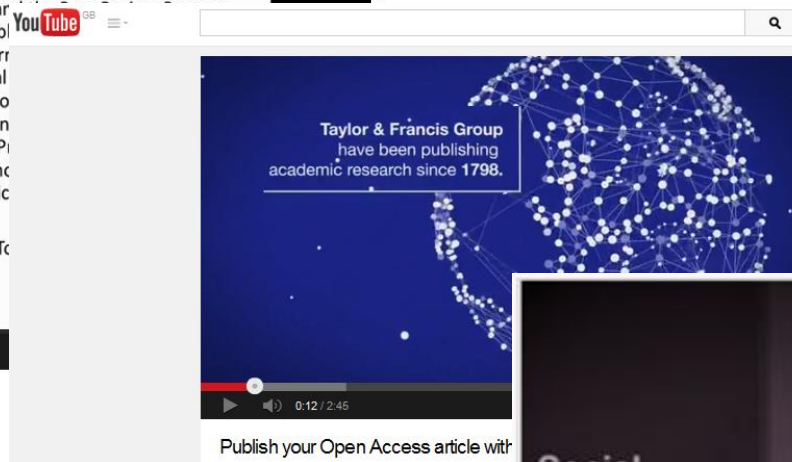 YouTube GB
Taylor & Francis Group
have been publishing
academic research since 1798.
0:12 / 2:45
Publish your Open Access article with